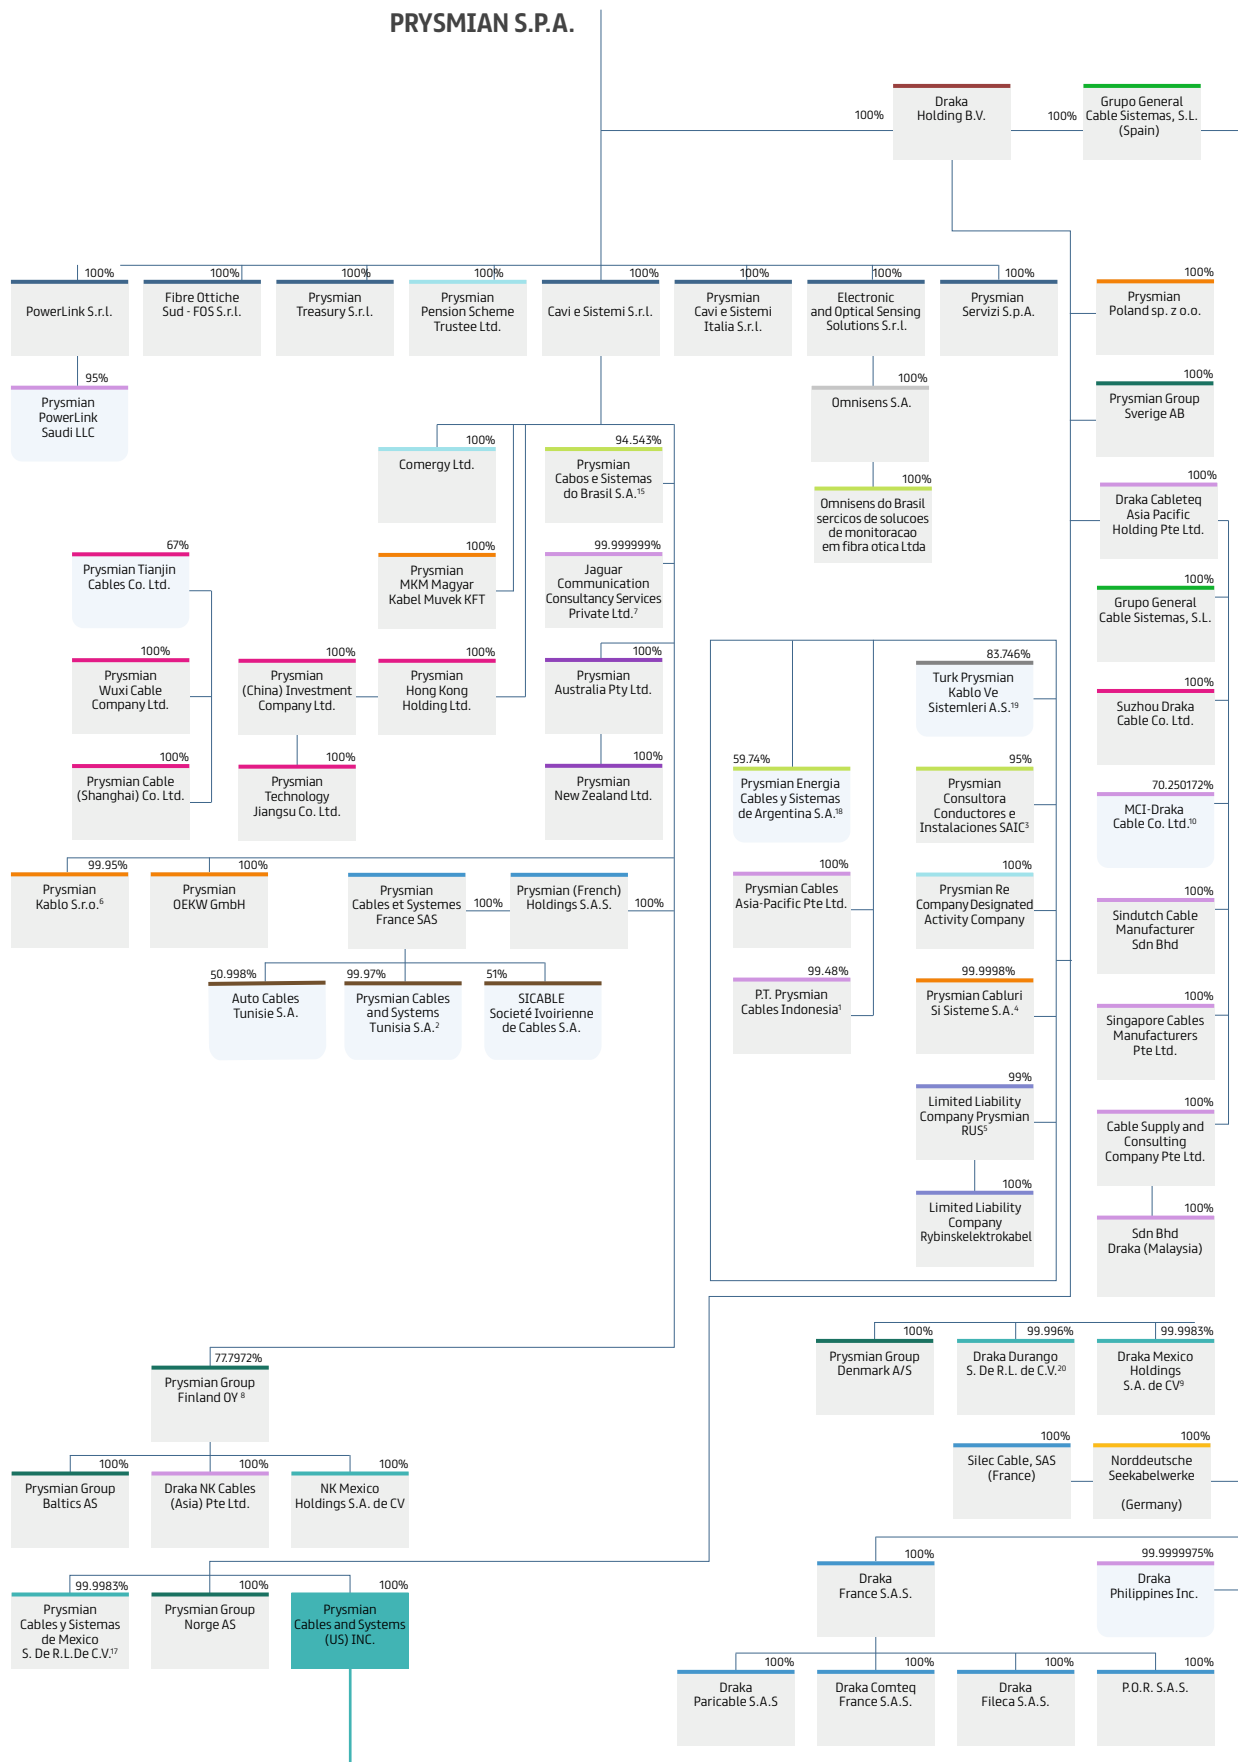 PRYSMIAN S.P.A.
100%
Draka
Holding B.V.
100%
Grupo General
Cable Sistemas, S.L.
(Spain)
100%
PowerLink S.r.l.
100%
Fibre Ottiche
Sud - FOS S.r.l.
100%
Prysmian
Treasury S.r.l.
100%
Prysmian
Pension Scheme
Trustee Ltd.
100%
Cavi e Sistemi S.r.l.
100%
Prysmian
Cavi e Sistemi
Italia S.r.l.
100%
Electronic
and Optical Sensing
Solutions S.r.l.
100%
Prysmian
Servizi S.p.A.
100%
Prysmian
Poland sp. z o.o.
95%
Prysmian
PowerLink
Saudi LLC
100%
Omnisens S.A.
100%
Prysmian Group
Sverige AB
100%
Comergy Ltd.
94.543%
Prysmian
Cabos e Sistemas
do Brasil S.A.¹⁵
100%
Omnisens do Brasil
sercicos de solucoes
de monitoracao
em fibra otica Ltda
100%
Draka Cableteq
Asia Pacific
Holding Pte Ltd.
67%
Prysmian Tianjin
Cables Co. Ltd.
100%
Prysmian
MKM Magyar
Kabel Muvek KFT
99.999999%
Jaguar
Communication
Consultancy Services
Private Ltd.⁷
100%
Grupo General
Cable Sistemas, S.L.
100%
Prysmian
Wuxi Cable
Company Ltd.
100%
Prysmian
(China) Investment
Company Ltd.
100%
Prysmian
Hong Kong
Holding Ltd.
100%
Prysmian
Australia Pty Ltd.
83.746%
Turk Prysmian
Kablo Ve
Sistemleri A.S.¹⁹
100%
Suzhou Draka
Cable Co. Ltd.
100%
Prysmian Cable
(Shanghai) Co. Ltd.
100%
Prysmian
Technology
Jiangsu Co. Ltd.
100%
Prysmian
New Zealand Ltd.
59.74%
Prysmian Energia
Cables y Sistemas
de Argentina S.A.¹⁸
95%
Prysmian
Consultora
Conductores e
Instalaciones SAIC³
70.250172%
MCI-Draka
Cable Co. Ltd.¹⁰
99.95%
Prysmian
Kablo S.r.o.⁶
100%
Prysmian
OEKW GmbH
Prysmian
Cables et Systemes
France SAS
100%
Prysmian (French)
Holdings S.A.S.
100%
100%
Prysmian Cables
Asia-Pacific Pte Ltd.
100%
Prysmian Re
Company Designated
Activity Company
100%
Sindutch Cable
Manufacturer
Sdn Bhd
50.998%
Auto Cables
Tunisie S.A.
99.97%
Prysmian Cables
and Systems
Tunisia S.A.²
51%
SICABLE
Societé Ivoirienne
de Cables S.A.
99.48%
P.T. Prysmian
Cables Indonesia¹
99.9998%
Prysmian Cabluri
Si Sisteme S.A.⁴
100%
Singapore Cables
Manufacturers
Pte Ltd.
99%
Limited Liability
Company Prysmian
RUS⁵
100%
Cable Supply and
Consulting
Company Pte Ltd.
100%
Limited Liability
Company
Rybinskelektrokabel
100%
Sdn Bhd
Draka (Malaysia)
77.7972%
Prysmian Group
Finland OY ⁸
100%
Prysmian Group
Denmark A/S
99.996%
Draka Durango
S. De R.L. de C.V.²⁰
99.9983%
Draka Mexico
Holdings
S.A. de CV⁹
100%
Prysmian Group
Baltics AS
100%
Draka NK Cables
(Asia) Pte Ltd.
100%
NK Mexico
Holdings S.A. de CV
100%
Silec Cable, SAS
(France)
100%
Norddeutsche
Seekabelwerke
(Germany)
99.9983%
Prysmian
Cables y Sistemas
de Mexico
S. De R.L.De C.V.¹⁷
100%
Prysmian Group
Norge AS
100%
Prysmian
Cables and Systems
(US) INC.
100%
Draka
France S.A.S.
99.9999975%
Draka
Philippines Inc.
100%
Draka
Paricable S.A.S
100%
Draka Comteq
France S.A.S.
100%
Draka
Fileca S.A.S.
100%
P.O.R. S.A.S.